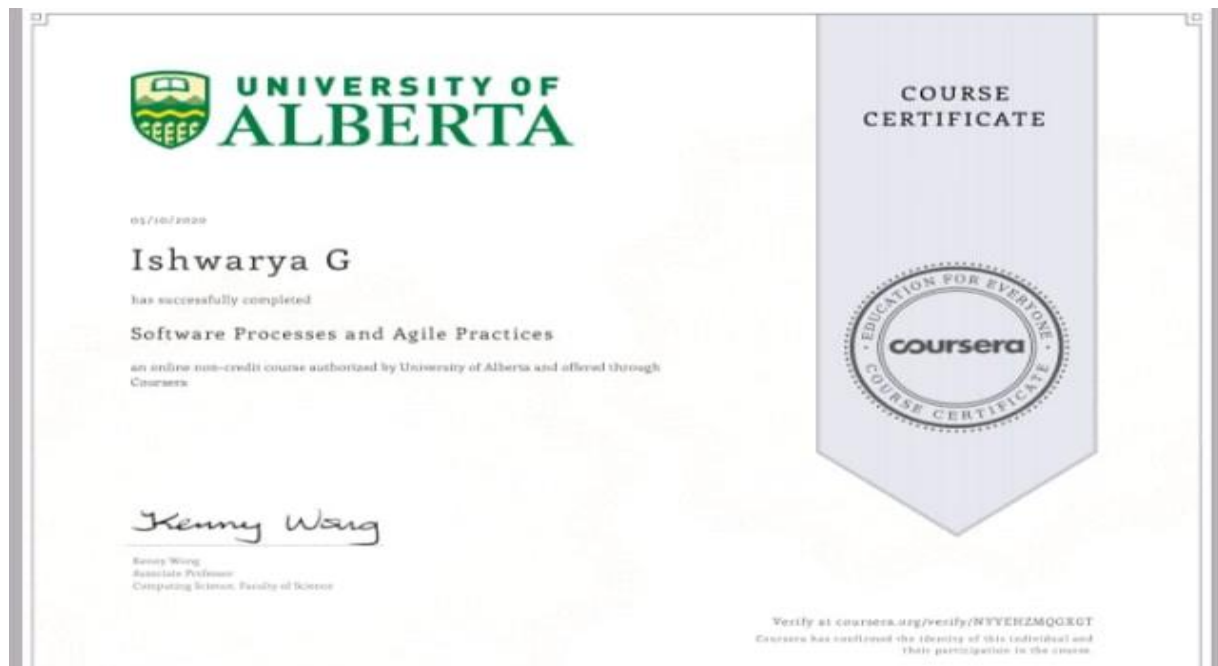 UNIVERSITY OF
ALBERTA
COURSE
CERTIFICATE
05/10/2020
Ishwarya G
has successfully completed
Software Processes and Agile Practices
an online non-credit course authorized by University of Alberta and offered through
Coursera
EDUCATION FOR EVERYONE
coursera
COURSE CERTIFICATE
Kenny Wong
Kenny Wong
Associate Professor
Computing Science, Faculty of Science
Verify at coursera.org/verify/
Coursera has confirmed the identity of this individual and
their participation in the course.